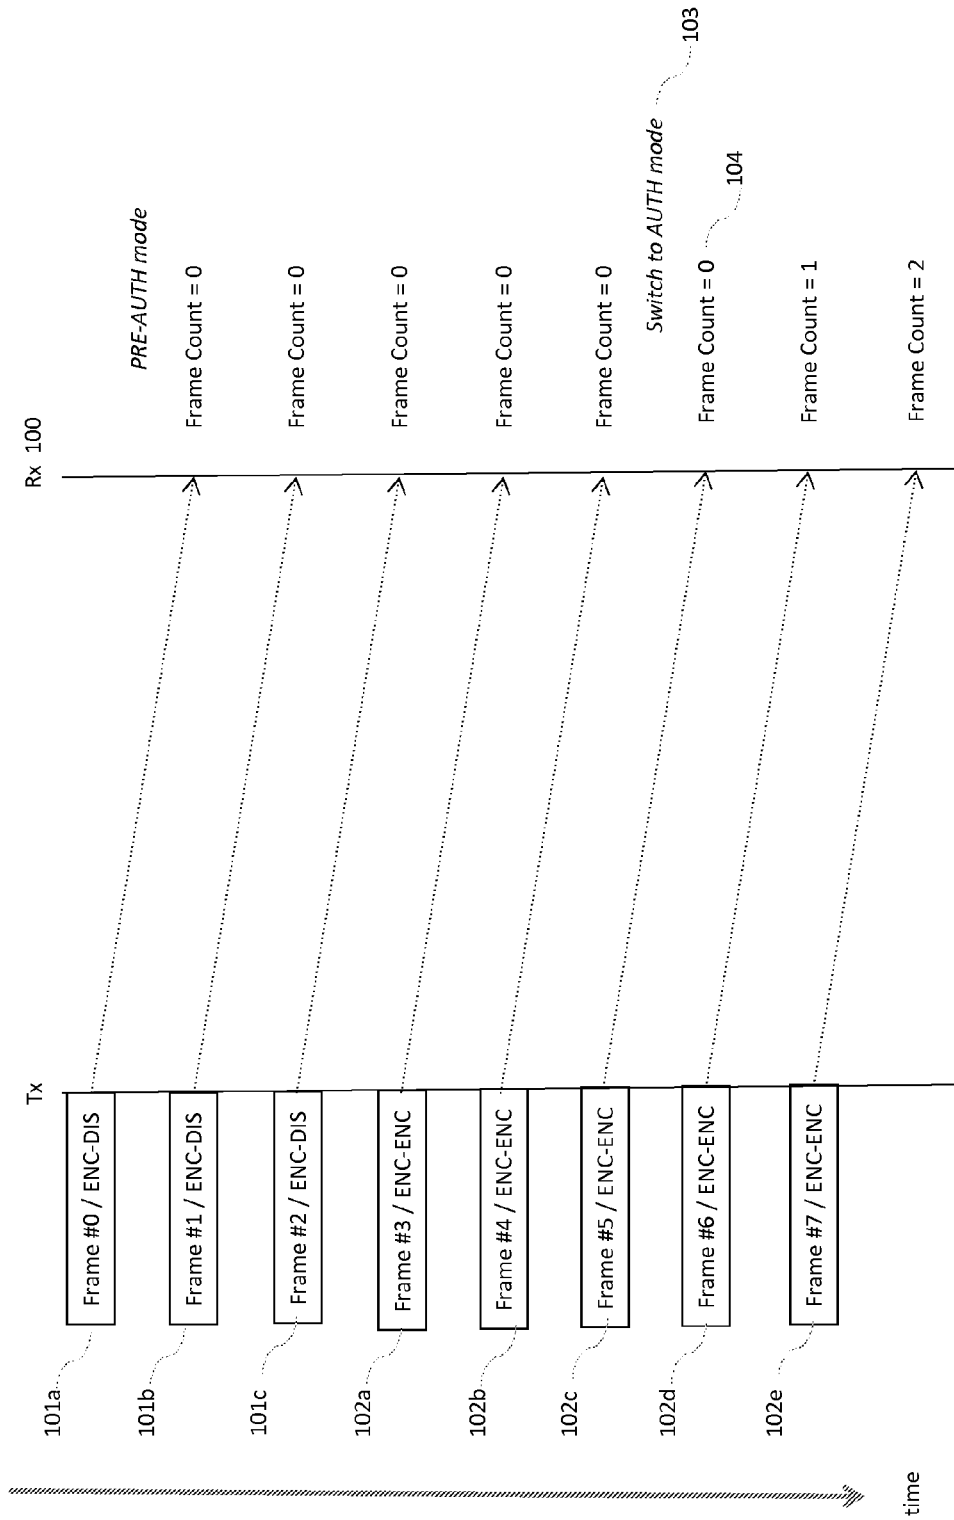 Tx
Rx 100
PRE-AUTH mode
101a
Frame #0 / ENC-DIS
Frame Count = 0
101b
Frame #1 / ENC-DIS
Frame Count = 0
101c
Frame #2 / ENC-DIS
Frame Count = 0
102a
Frame #3 / ENC-ENC
Frame Count = 0
102b
Frame #4 / ENC-ENC
Frame Count = 0
Switch to AUTH mode
103
102c
Frame #5 / ENC-ENC
Frame Count = 0
104
102d
Frame #6 / ENC-ENC
Frame Count = 1
102e
Frame #7 / ENC-ENC
Frame Count = 2
time